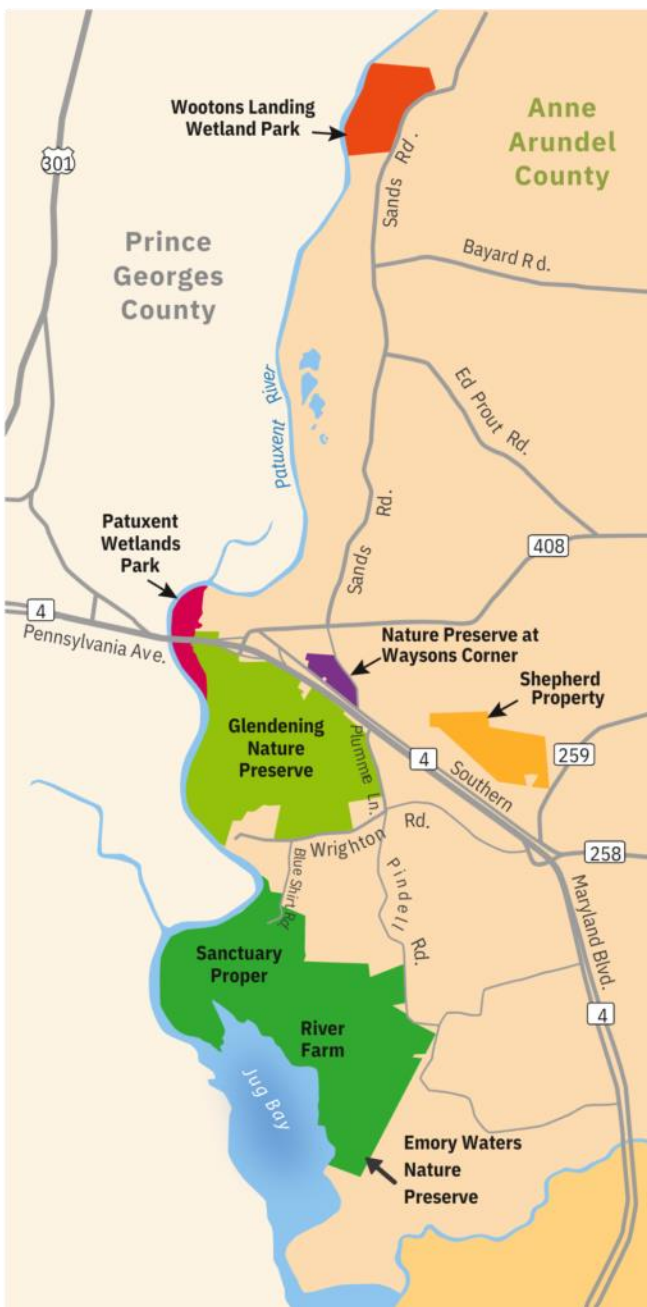 Wootons Landing
Wetland Park
Anne
Arundel
County
301
Sands Rd.
Prince
Georges
County
Bayard Rd.
Patuxent River
Ed Prout Rd.
Patuxent
Wetlands
Park
Sands Rd.
408
4
Pennsylvania Ave.
Nature Preserve at
Waysons Corner
Shepherd
Property
Glendening
Nature
Preserve
Plumme Ln.
4
Southern
259
Wrighton Rd.
258
Blue Shirt Rd.
Pindell Rd.
Maryland Blvd.
Sanctuary
Proper
River
Farm
4
Jug Bay
Emory Waters
Nature
Preserve